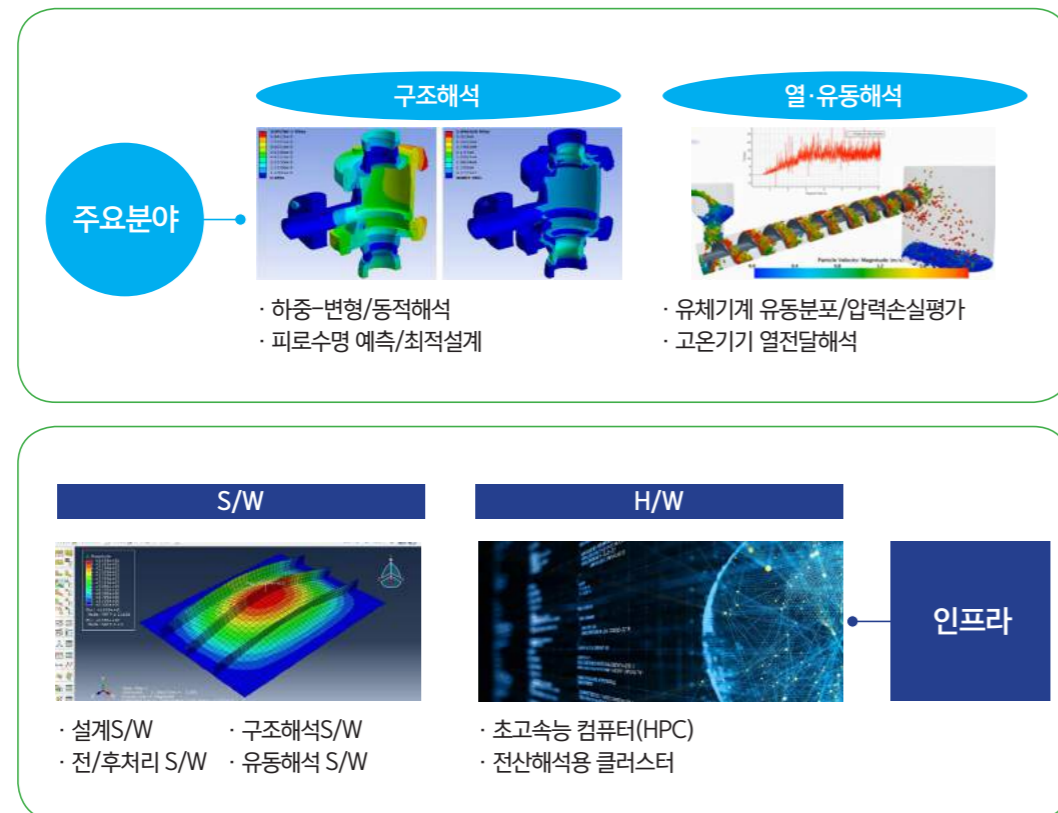 구조해석
열·유동해석
주요분야
Particle Velocity: Magnitude (m/s)
· 하중-변형/동적해석
· 피로수명 예측/최적설계
· 유체기계 유동분포/압력손실평가
· 고온기기 열전달해석
S/W
H/W
인프라
· 설계S/W
· 구조해석S/W
· 전/후처리 S/W
· 유동해석 S/W
· 초고속능 컴퓨터(HPC)
· 전산해석용 클러스터